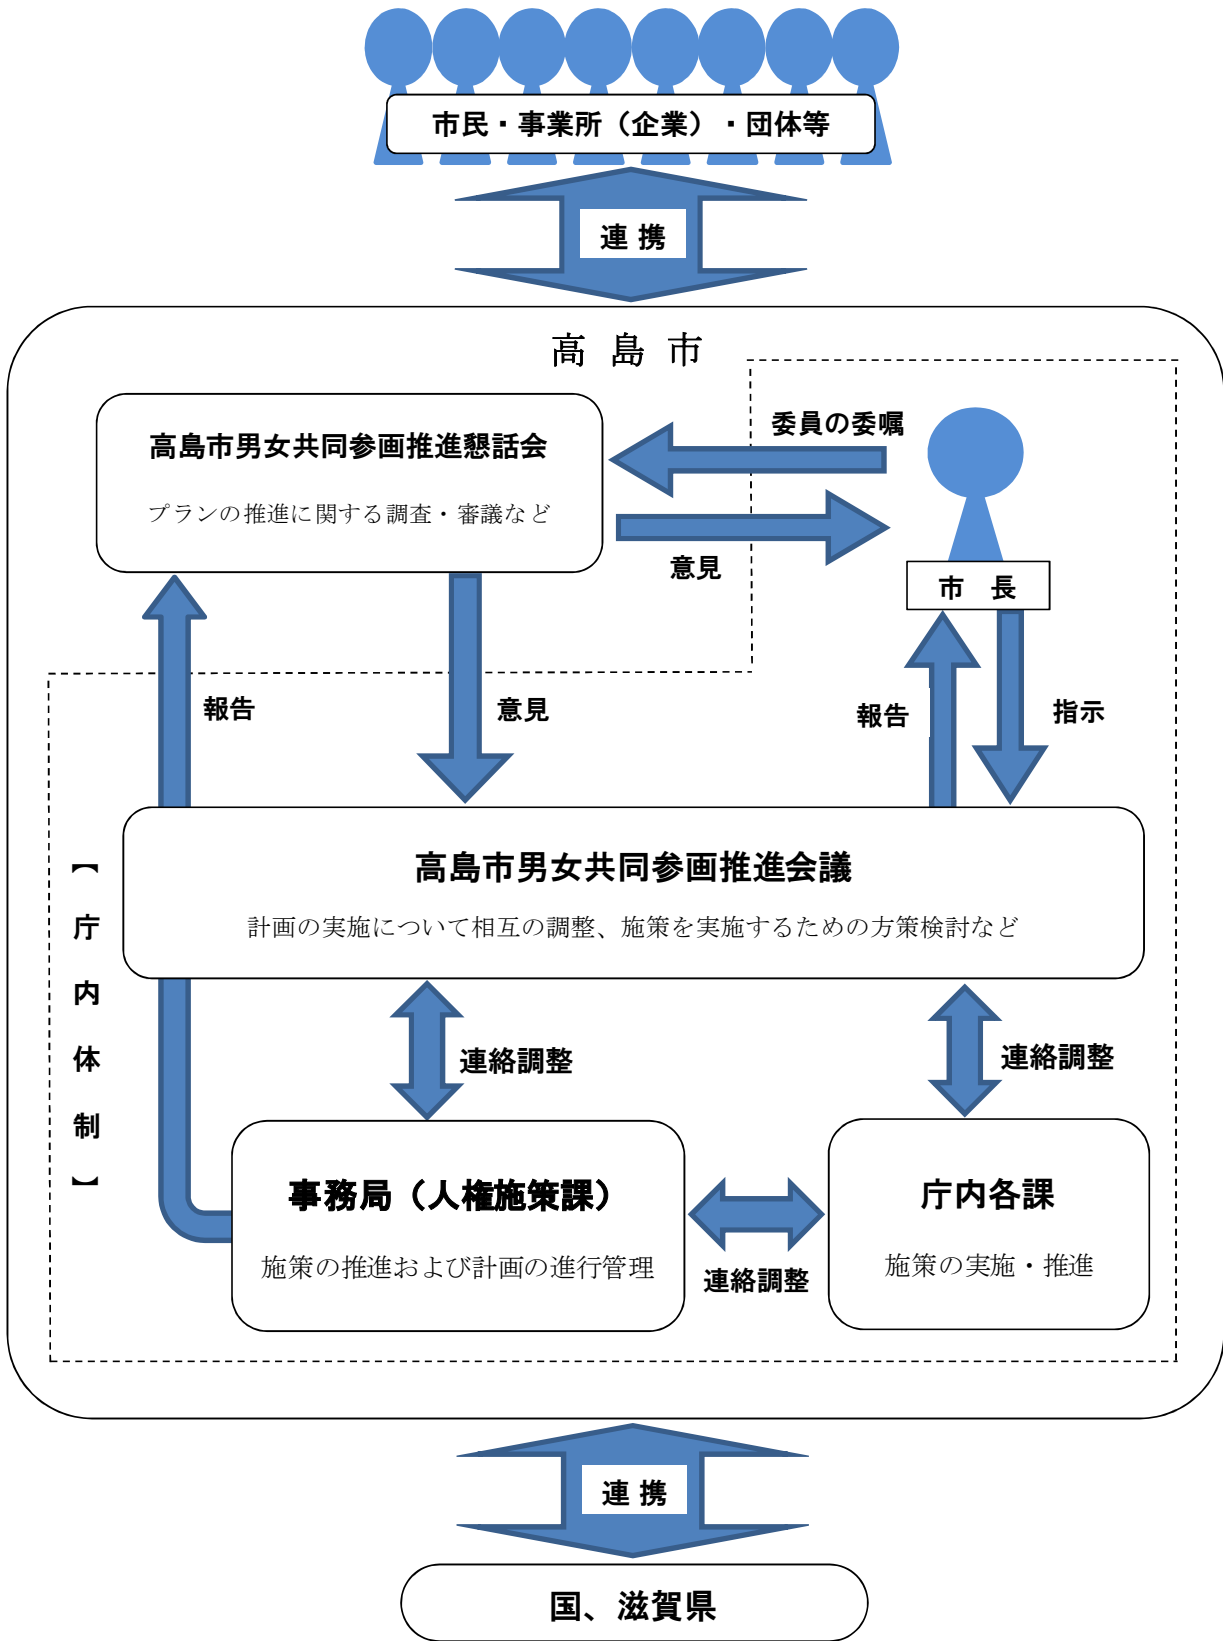 市民・事業所（企業）・団体等
連 携
高 島 市
高島市男女共同参画推進懇話会
プランの推進に関する調査・審議など
委員の委嘱
意見
市　長
報告
意見
報告
指示
高島市男女共同参画推進会議
計画の実施について相互の調整、施策を実施するための方策検討など
【庁内体制】
連絡調整
連絡調整
事務局（人権施策課）
施策の推進および計画の進行管理
連絡調整
庁内各課
施策の実施・推進
連 携
国、滋賀県